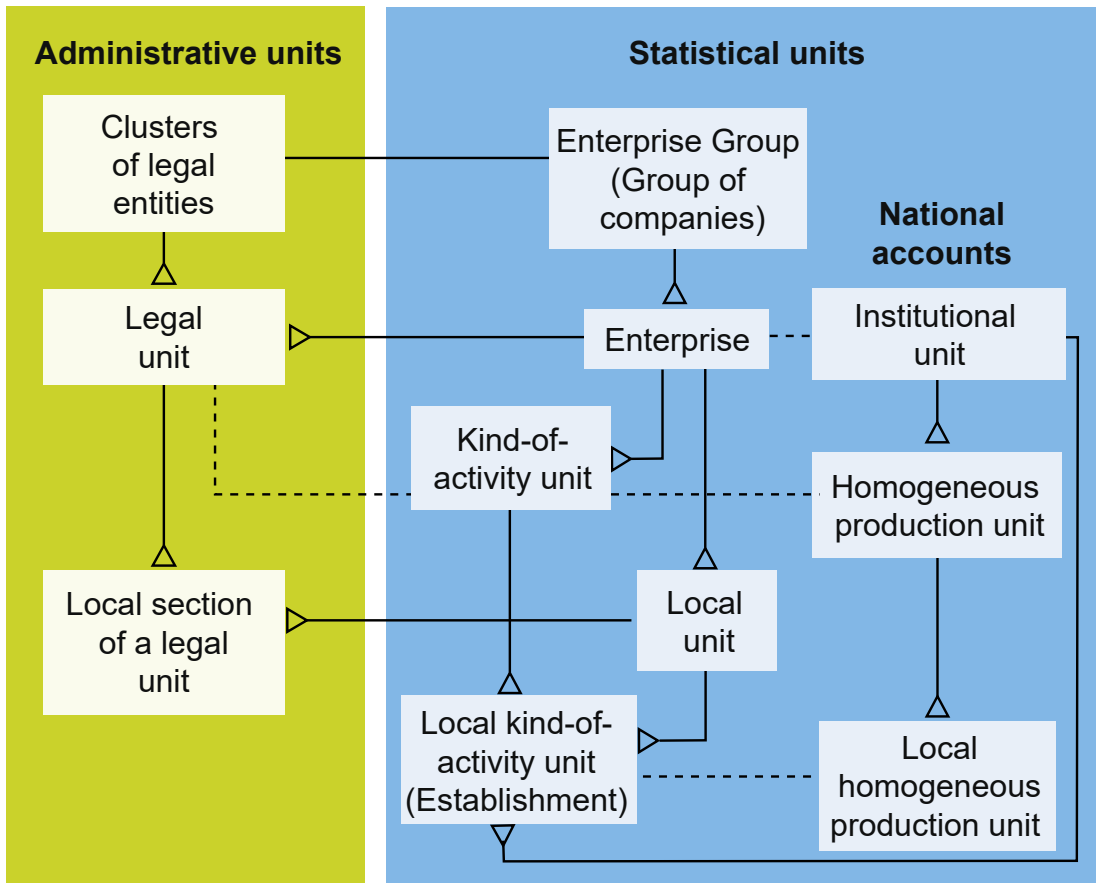 Administrative units
Clusters
of legal
entities
Legal
unit
Local section
of a legal
unit
Statistical units
Enterprise Group
(Group of
companies)
Enterprise
Kind-of-
activity unit
Local
unit
Local kind-of-
activity unit
(Establishment)
National
accounts
Institutional
unit
Homogeneous
production unit
Local
homogeneous
production unit